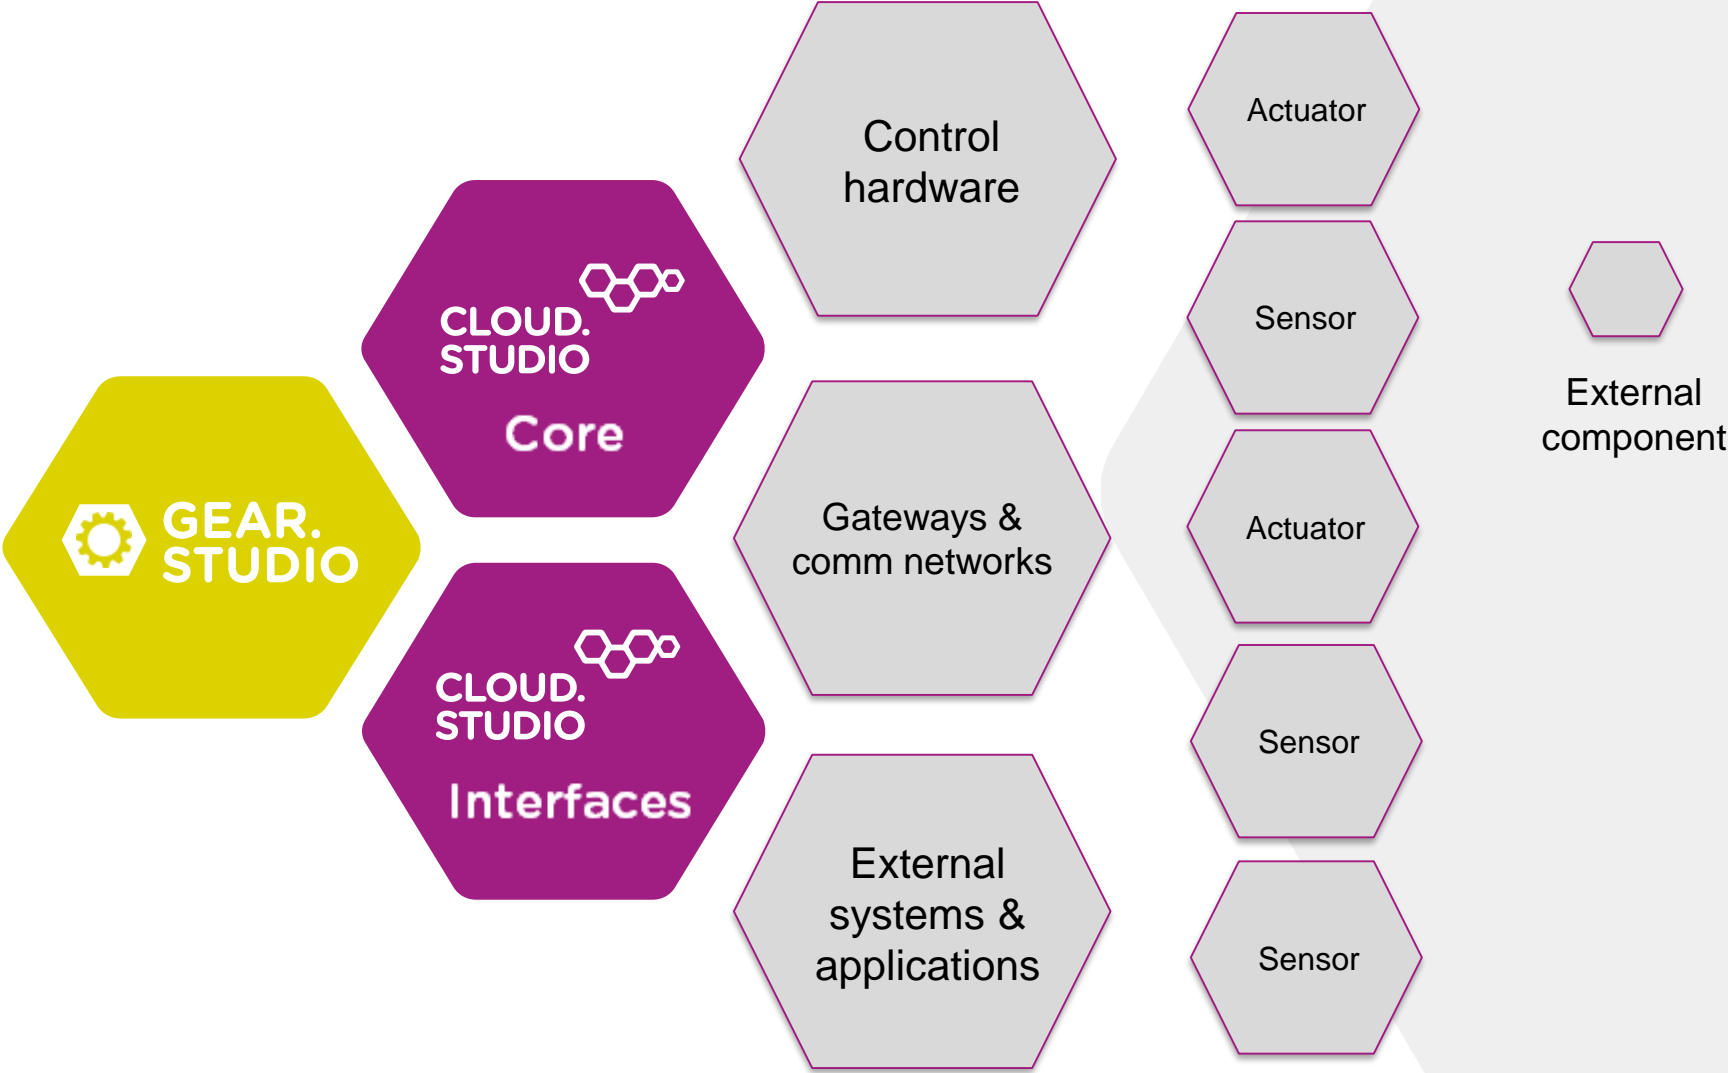 GEAR.
STUDIO
CLOUD.
STUDIO
Core
CLOUD.
STUDIO
Interfaces
Control
hardware
Gateways &
comm networks
External
systems &
applications
Actuator
Sensor
Actuator
Sensor
Sensor
External
component